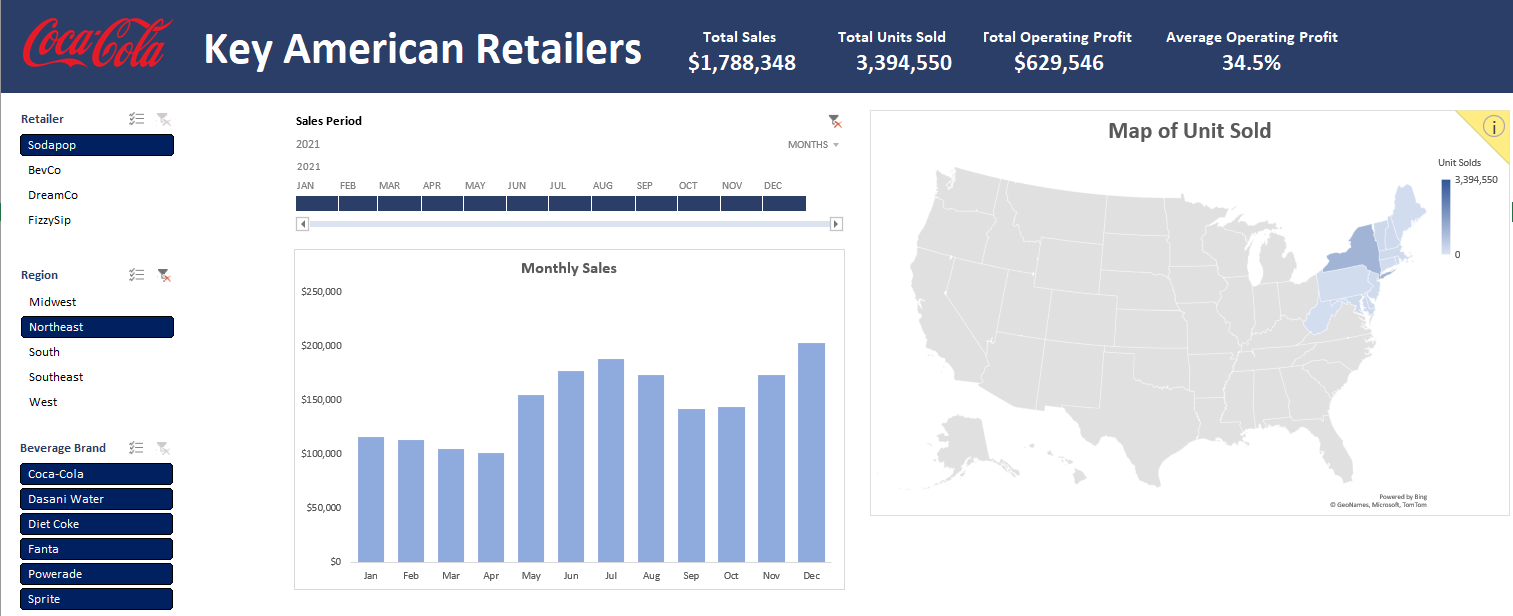 Coca-Cola
Key American Retailers
Total Sales
$1,788,348
Total Units Sold
3,394,550
Total Operating Profit
$629,546
Average Operating Profit
34.5%
Retailer
Sodapop
BevCo
DreamCo
FizzySip
Region
Midwest
Northeast
South
Southeast
West
Beverage Brand
Coca-Cola
Dasani Water
Diet Coke
Fanta
Powerade
Sprite
Sales Period
2021
MONTHS
2021
JAN FEB MAR APR MAY JUN JUL AUG SEP OCT NOV DEC
Monthly Sales
$250,000
$200,000
$150,000
$100,000
$50,000
$0
Jan Feb Mar Apr May Jun Jul Aug Sep Oct Nov Dec
Map of Unit Sold
i
Unit Solds
3,394,550
0
Powered by Bing
© GeoNames, Microsoft, TomTom